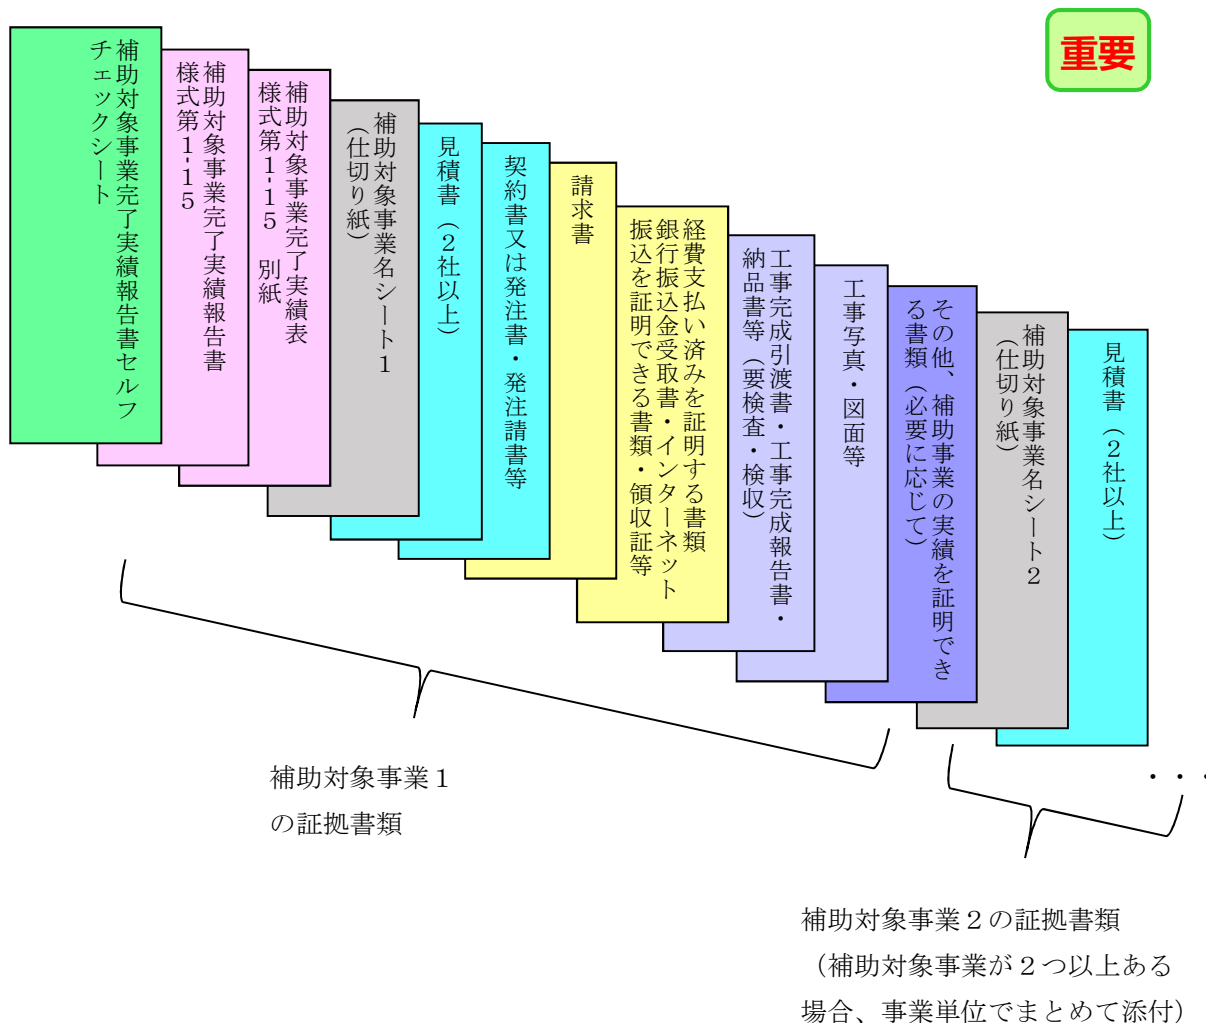 重要
補助対象事業完了実績報告書セルフ
チェックシート
補助対象事業完了実績報告書
様式第1-15
補助対象事業完了実績表
様式第1-15　別紙
補助対象事業名シート１
（仕切り紙）
見積書（２社以上）
契約書又は発注書・発注請書等
請求書
経費支払い済みを証明する書類
銀行振込金受取書・インターネット
振込を証明できる書類・領収証等
工事完成引渡書・工事完成報告書・
納品書等（要検査・検収）
工事写真・図面等
その他、補助事業の実績を証明でき
る書類（必要に応じて）
補助対象事業名シート２
（仕切り紙）
見積書（２社以上）
・・・
補助対象事業１
の証拠書類
補助対象事業２の証拠書類
（補助対象事業が２つ以上ある
場合、事業単位でまとめて添付）